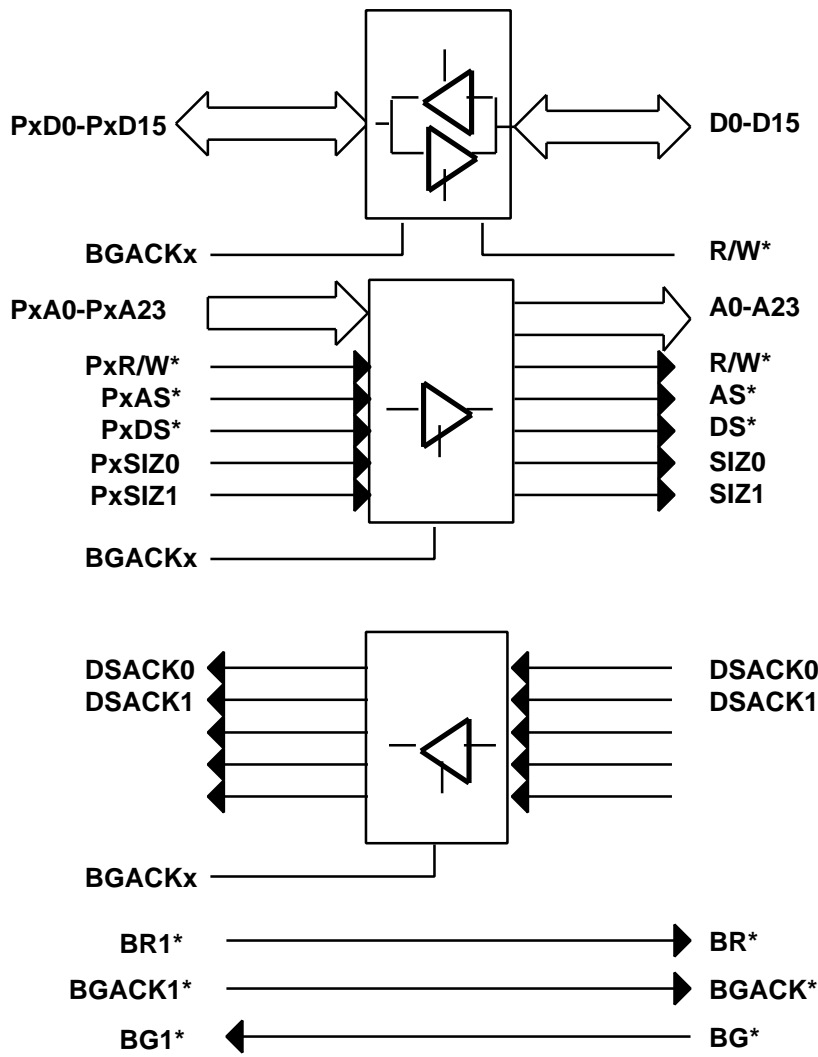 PxD0-PxD15 D0-D15
BGACKx R/W*
PxA0-PxA23 A0-A23
PxR/W* R/W*
PxAS* AS*
PxDS* DS*
PxSIZ0 SIZ0
PxSIZ1 SIZ1
BGACKx
DSACK0 DSACK0
DSACK1 DSACK1
BGACKx
BR1* BR*
BGACK1* BGACK*
BG1* BG*